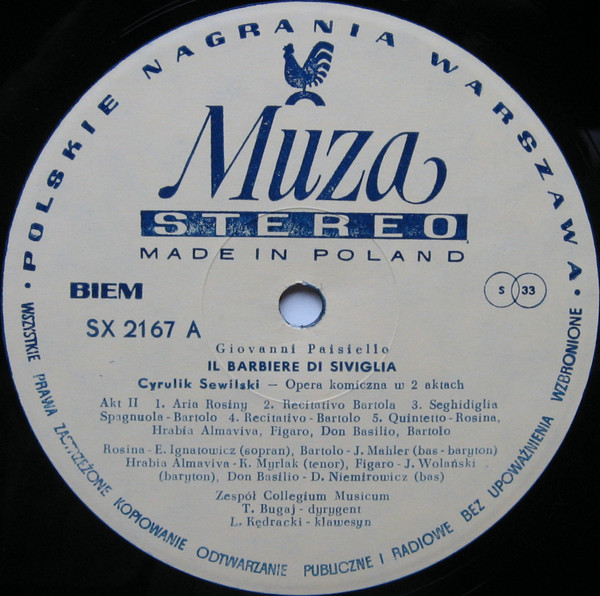 • POLSKIE NAGRANIA WARSZAWA •
Muza
STEREO
MADE IN POLAND
BIEM
S 33
SX 2167 A
Giovanni Paisiello
IL BARBIERE DI SIVIGLIA
Cyrulik Sewilski — Opera komiczna w 2 aktach
Akt II 1. Aria Rosiny 2. Recitativo Bartola 3. Seghidiglia
Spagnuola - Bartolo 4. Recitativo - Bartolo 5. Quintetto - Rosina,
Hrabia Almaviva, Figaro, Don Basilio, Bartolo
Rosina - E. Ignatowicz (sopran), Bartolo - J. Mahler (bas - baryton)
Hrabia Almaviva - K. Myrlak (tenor), Figaro - J. Wolański
(baryton), Don Basilio - D. Niemirowicz (bas)
Zespół Collegium Musicum
T. Bugaj - dyrygent
L. Kędracki - klawesyn
WSZYSTKIE PRAWA ZASTRZEŻONE KOPIOWANIE ODTWARZANIE PUBLICZNE I RADIOWE BEZ UPOWAŻNIENIA WZBRONIONE